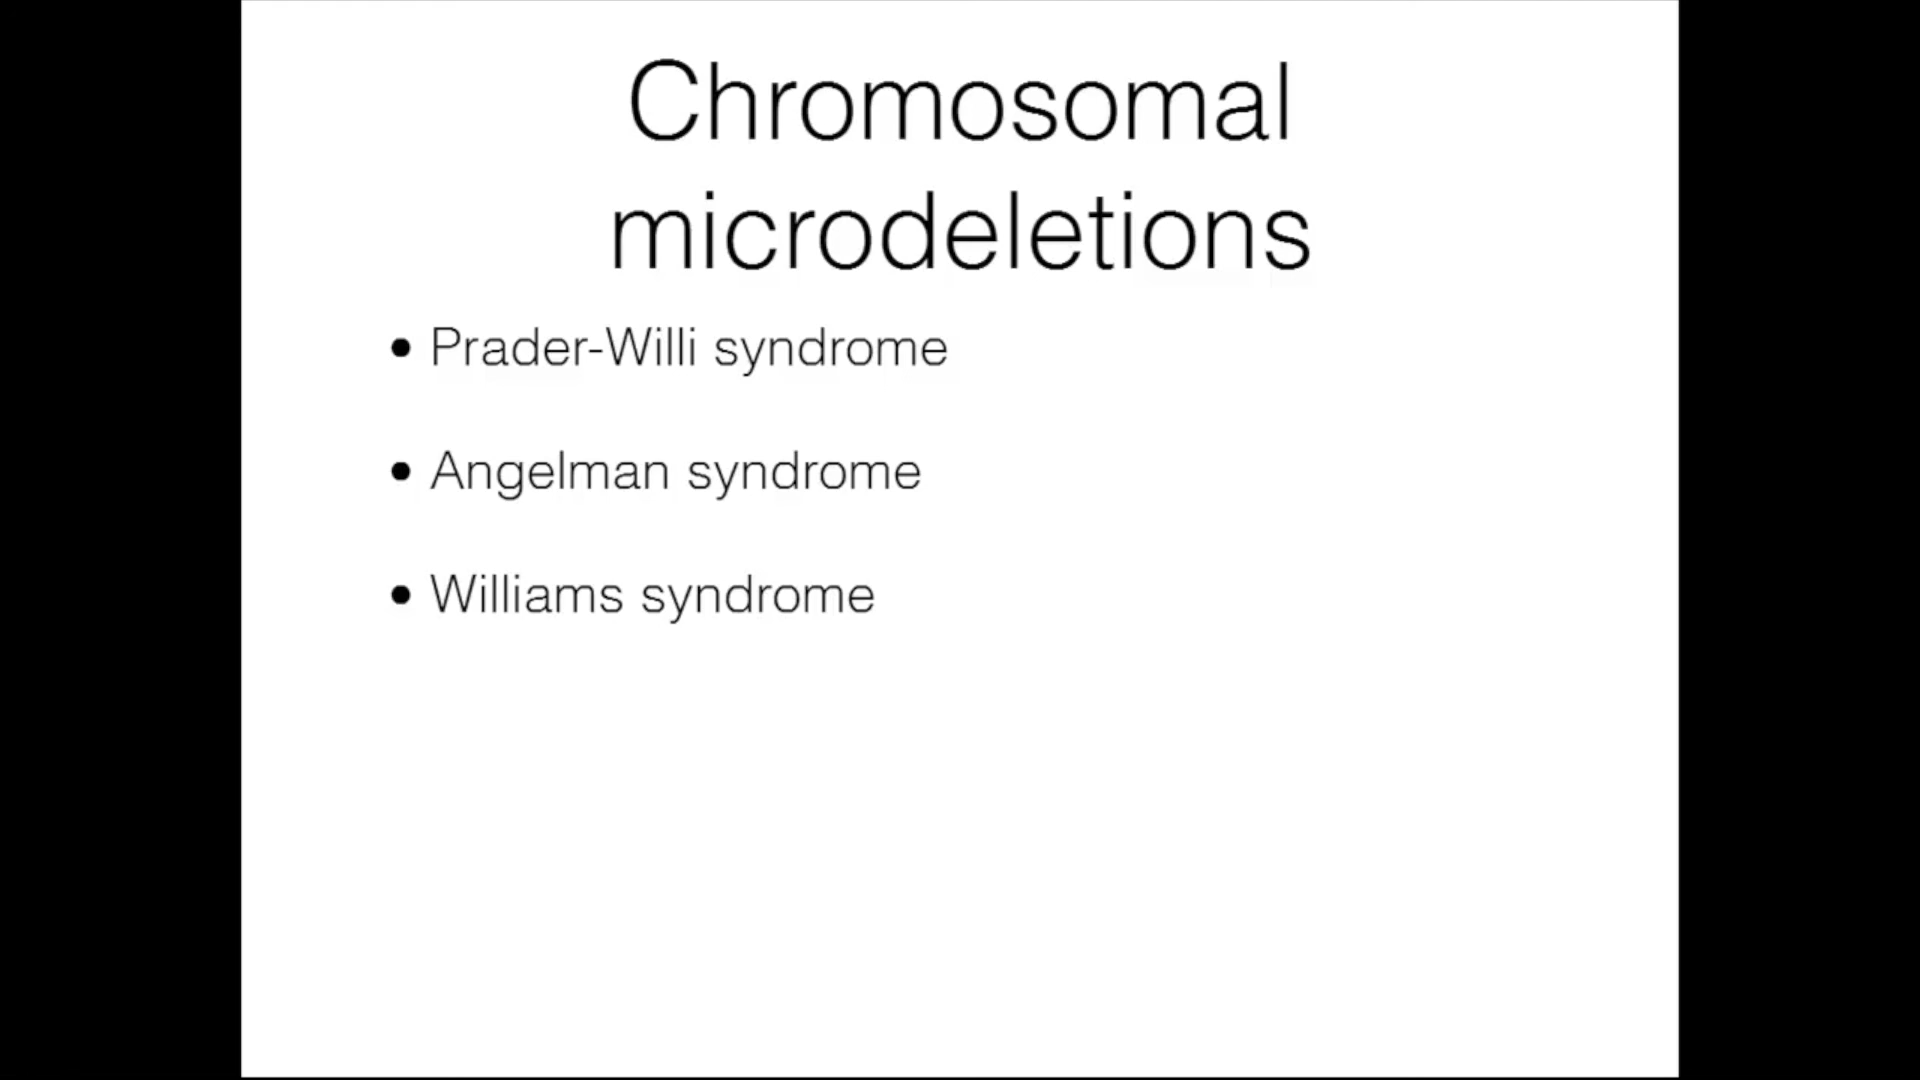 Chromosomal
microdeletions
• Prader-Willi syndrome
• Angelman syndrome
• Williams syndrome